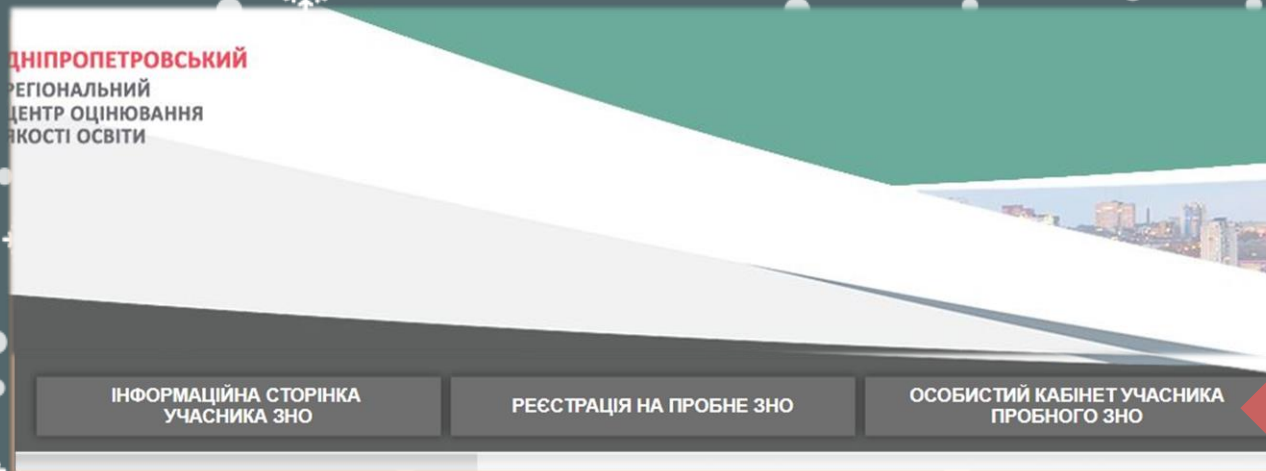 ДНІПРОПЕТРОВСЬКИЙ
РЕГІОНАЛЬНИЙ
ЦЕНТР ОЦІНЮВАННЯ
ЯКОСТІ ОСВІТИ
ІНФОРМАЦІЙНА СТОРІНКА
УЧАСНИКА ЗНО
РЕЄСТРАЦІЯ НА ПРОБНЕ ЗНО
ОСОБИСТИЙ КАБІНЕТ УЧАСНИКА
ПРОБНОГО ЗНО